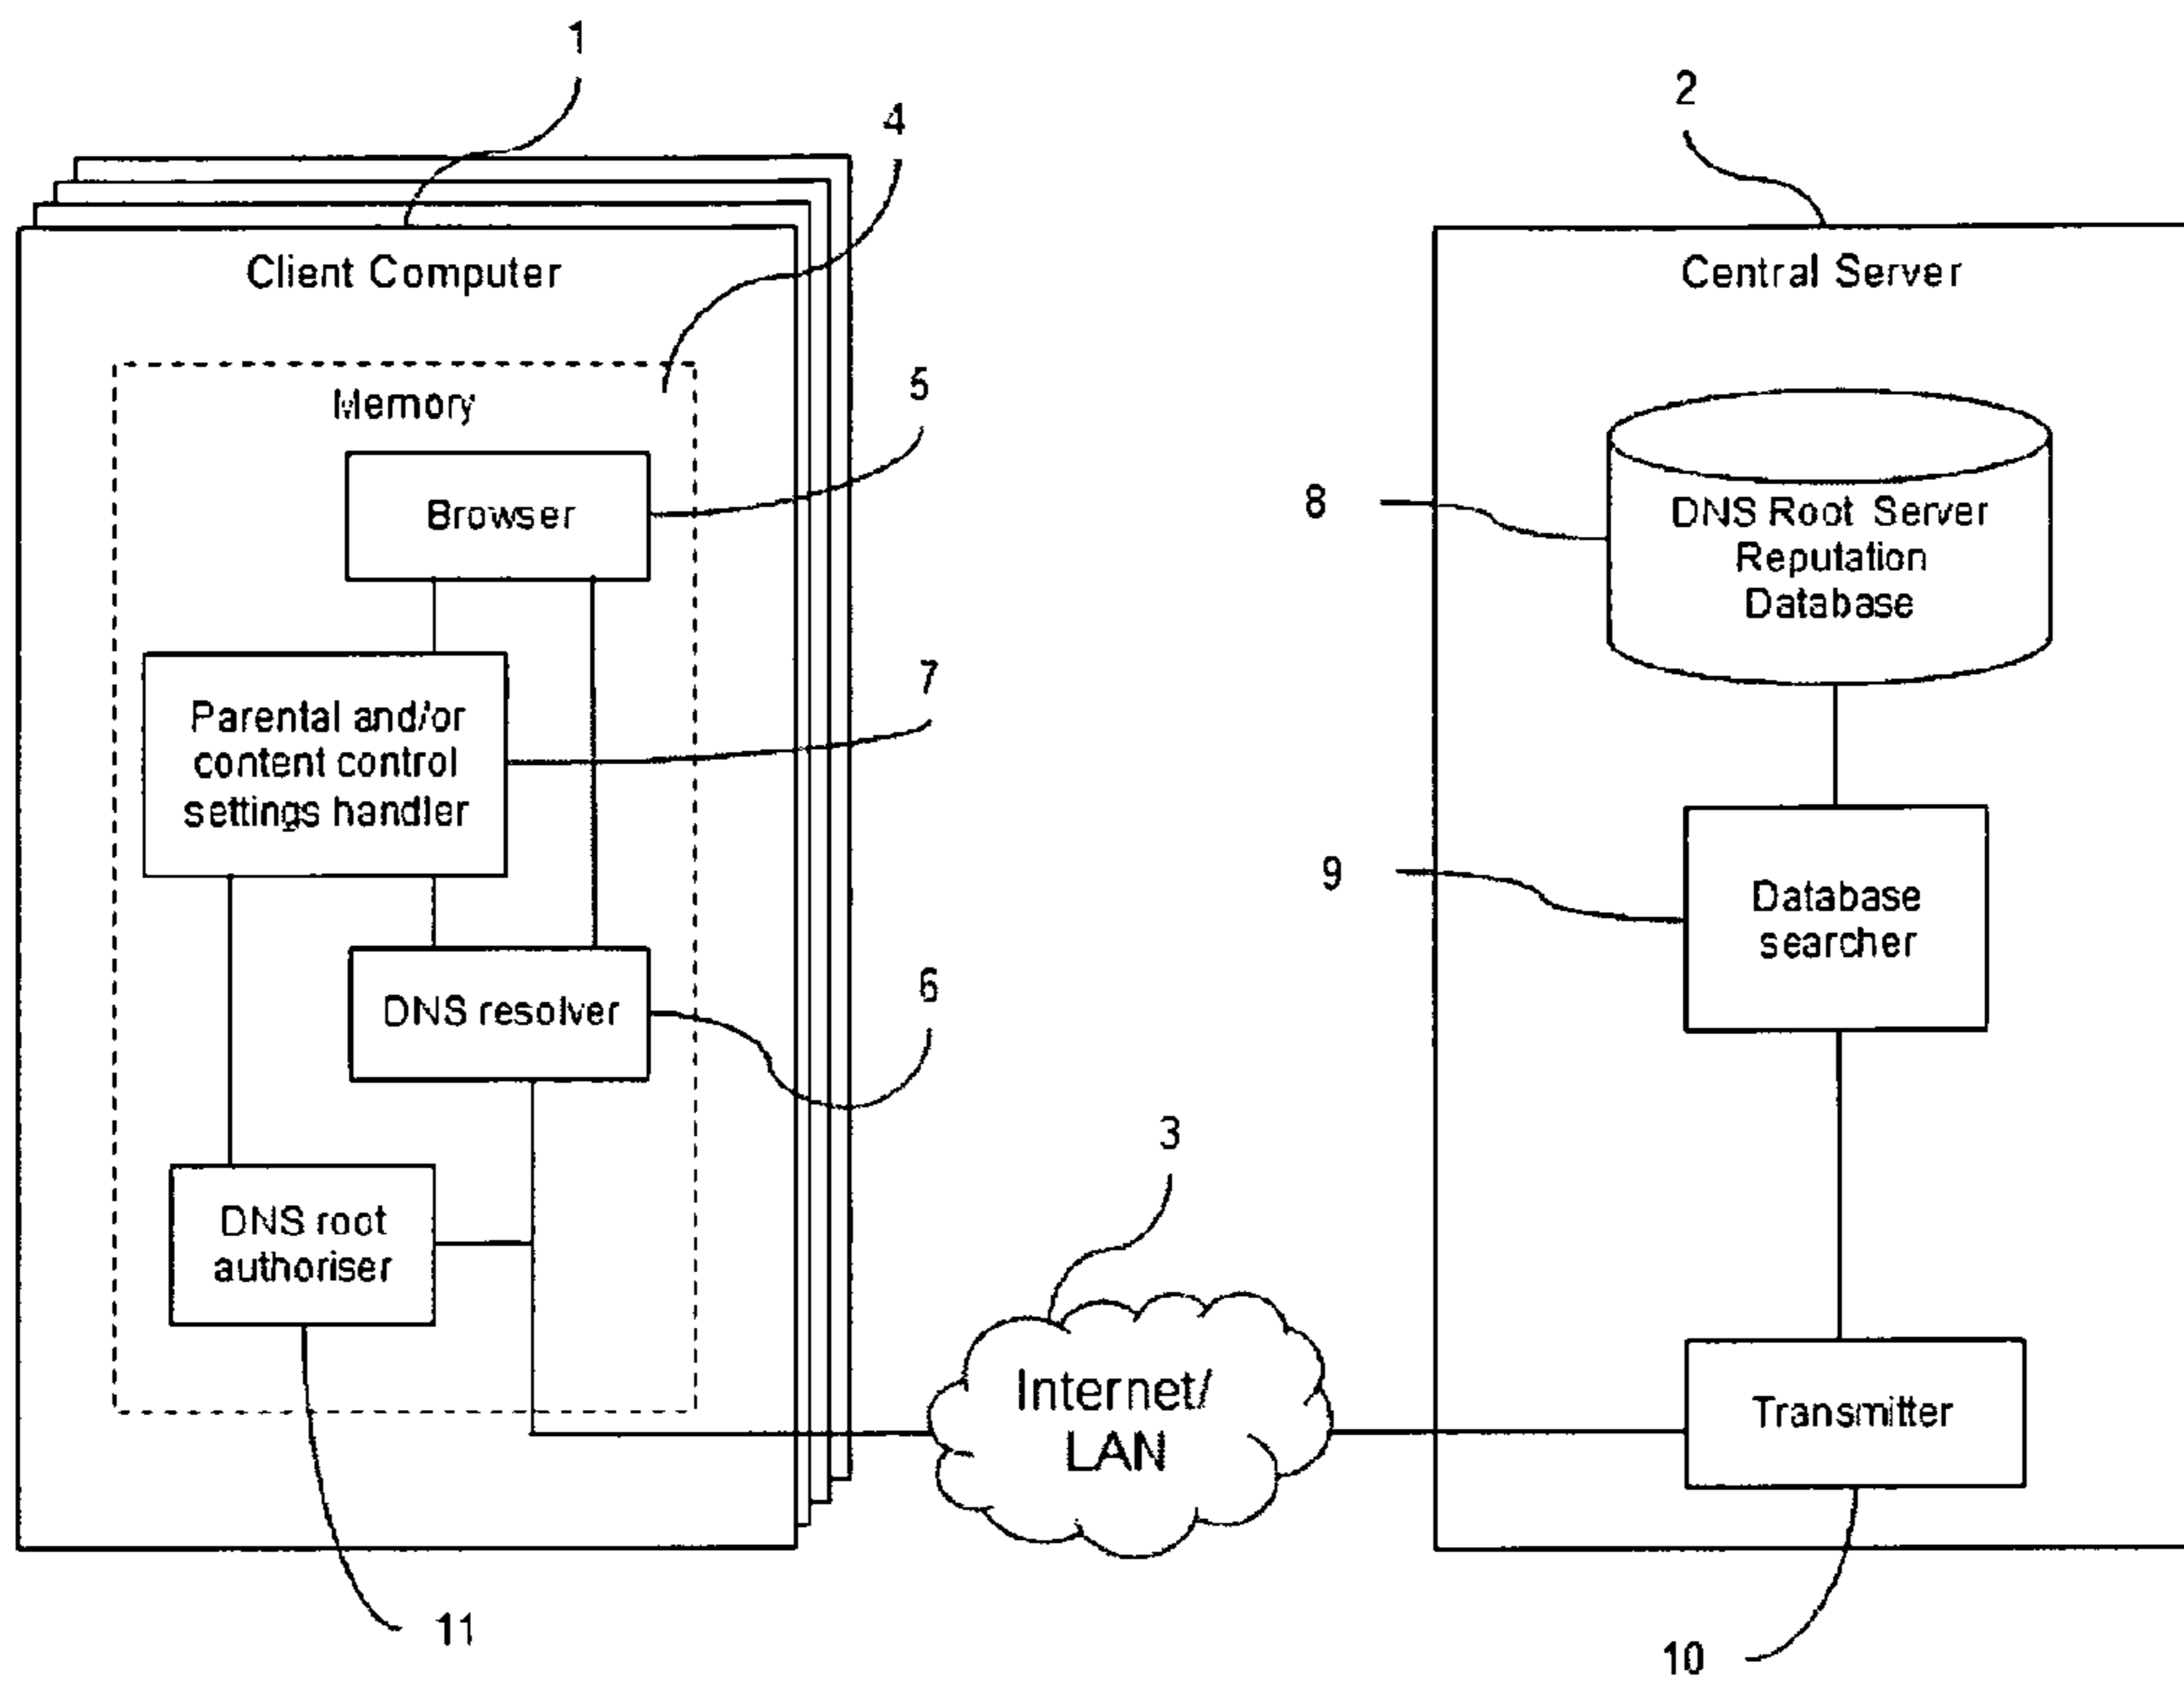 1
4
2
Client Computer
Central Server
Memory
5
Browser
8
DNS Root Server
Reputation
Database
7
Parental and/or
content control
settings handler
9
Database
searcher
6
DNS resolver
3
DNS root
authoriser
Internet/
LAN
Transmitter
11
10